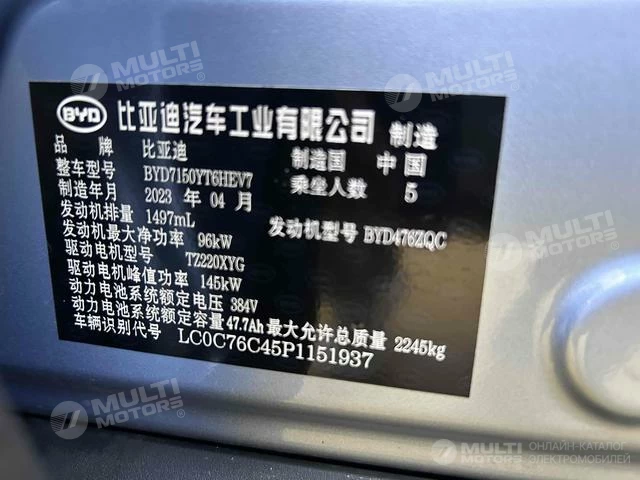 BYD 比亚迪汽车工业有限公司 制造
品 牌 比亚迪 制造国 中国
整车型号 BYD7150YT6HEV7 乘坐人数 5
制造年月 2023 年 04 月
发动机排量 1497mL 发动机型号 BYD476ZQC
发动机最大净功率 96kW
驱动电机型号 TZ220XYG
驱动电机峰值功率 145kW
动力电池系统额定电压 384V
动力电池系统额定容量 47.7Ah 最大允许总质量 2245kg
车辆识别代号 LC0C76C45P1151937
MULTI MOTORS®
MULTI MOTORS®
MULTI MOTORS®
MULTI MOTORS ОНЛАЙН-КАТАЛОГ ЭЛЕКТРОМОБИЛЕЙ